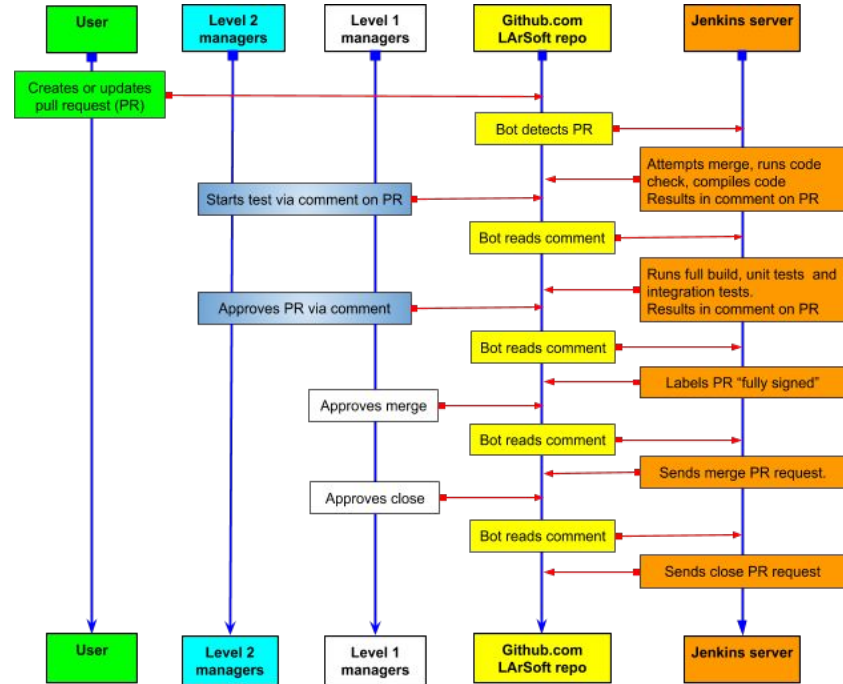 User
Level 2
managers
Level 1
managers
Github.com
LArSoft repo
Jenkins server
Creates or updates
pull request (PR)
Bot detects PR
Attempts merge, runs code
check, compiles code
Results in comment on PR
Starts test via comment on PR
Bot reads comment
Runs full build, unit tests and
integration tests.
Results in comment on PR
Approves PR via comment
Bot reads comment
Labels PR “fully signed”
Approves merge
Bot reads comment
Sends merge PR request.
Approves close
Bot reads comment
Sends close PR request
User
Level 2
managers
Level 1
managers
Github.com
LArSoft repo
Jenkins server